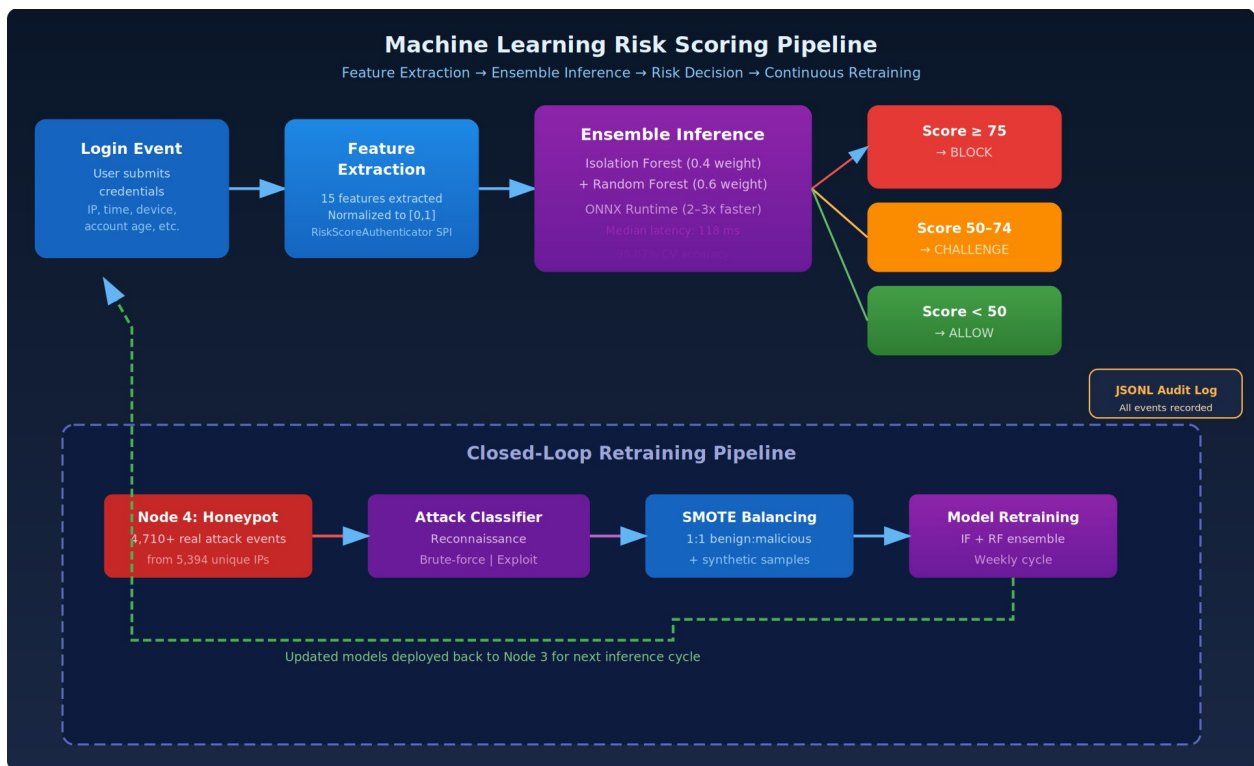 Machine Learning Risk Scoring Pipeline
Feature Extraction → Ensemble Inference → Risk Decision → Continuous Retraining
Login Event
User submits
credentials
IP, time, device,
account age, etc.
Feature
Extraction
15 features extracted
Normalized to [0,1]
RiskScoreAuthenticator SPI
Ensemble Inference
Isolation Forest (0.4 weight)
+ Random Forest (0.6 weight)
ONNX Runtime (2–3x faster)
Median latency: 118 ms
Score ≥ 75
→ BLOCK
Score 50–74
→ CHALLENGE
Score < 50
→ ALLOW
JSONL Audit Log
All events recorded
Closed-Loop Retraining Pipeline
Node 4: Honeypot
4,710+ real attack events
from 5,394 unique IPs
Attack Classifier
Reconnaissance
Brute-force | Exploit
SMOTE Balancing
1:1 benign:malicious
+ synthetic samples
Model Retraining
IF + RF ensemble
Weekly cycle
Updated models deployed back to Node 3 for next inference cycle